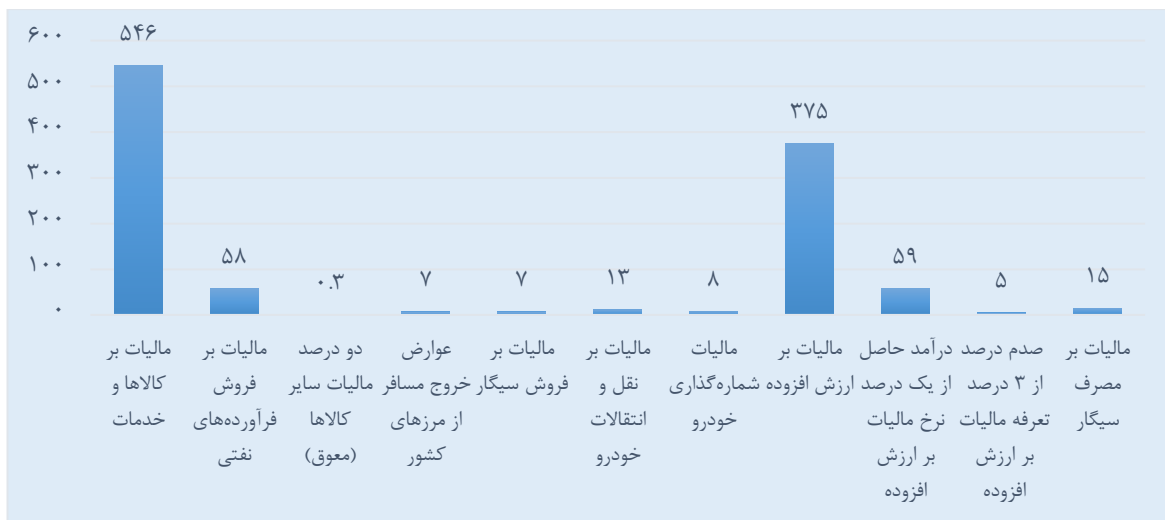 ۶۰۰
۵۰۰
۴۰۰
۳۰۰
۲۰۰
۱۰۰
۰
۵۴۶
۵۸
۰.۳
۷
۷
۱۳
۸
۳۷۵
۵۹
۵
۱۵
مالیات بر
کالاها و
خدمات
مالیات بر
فروش
فرآورده‌های
نفتی
دو درصد
مالیات سایر
کالاها
(معوق)
عوارض
خروج مسافر
از مرزهای
کشور
مالیات بر
فروش سیگار
مالیات بر
نقل و
انتقالات
خودرو
مالیات
شماره‌گذاری
خودرو
مالیات بر
ارزش افزوده
درآمد حاصل
از یک درصد
نرخ مالیات
بر ارزش
افزوده
صدم درصد
از ۳ درصد
تعرفه مالیات
بر ارزش
افزوده
مالیات بر
مصرف
سیگار